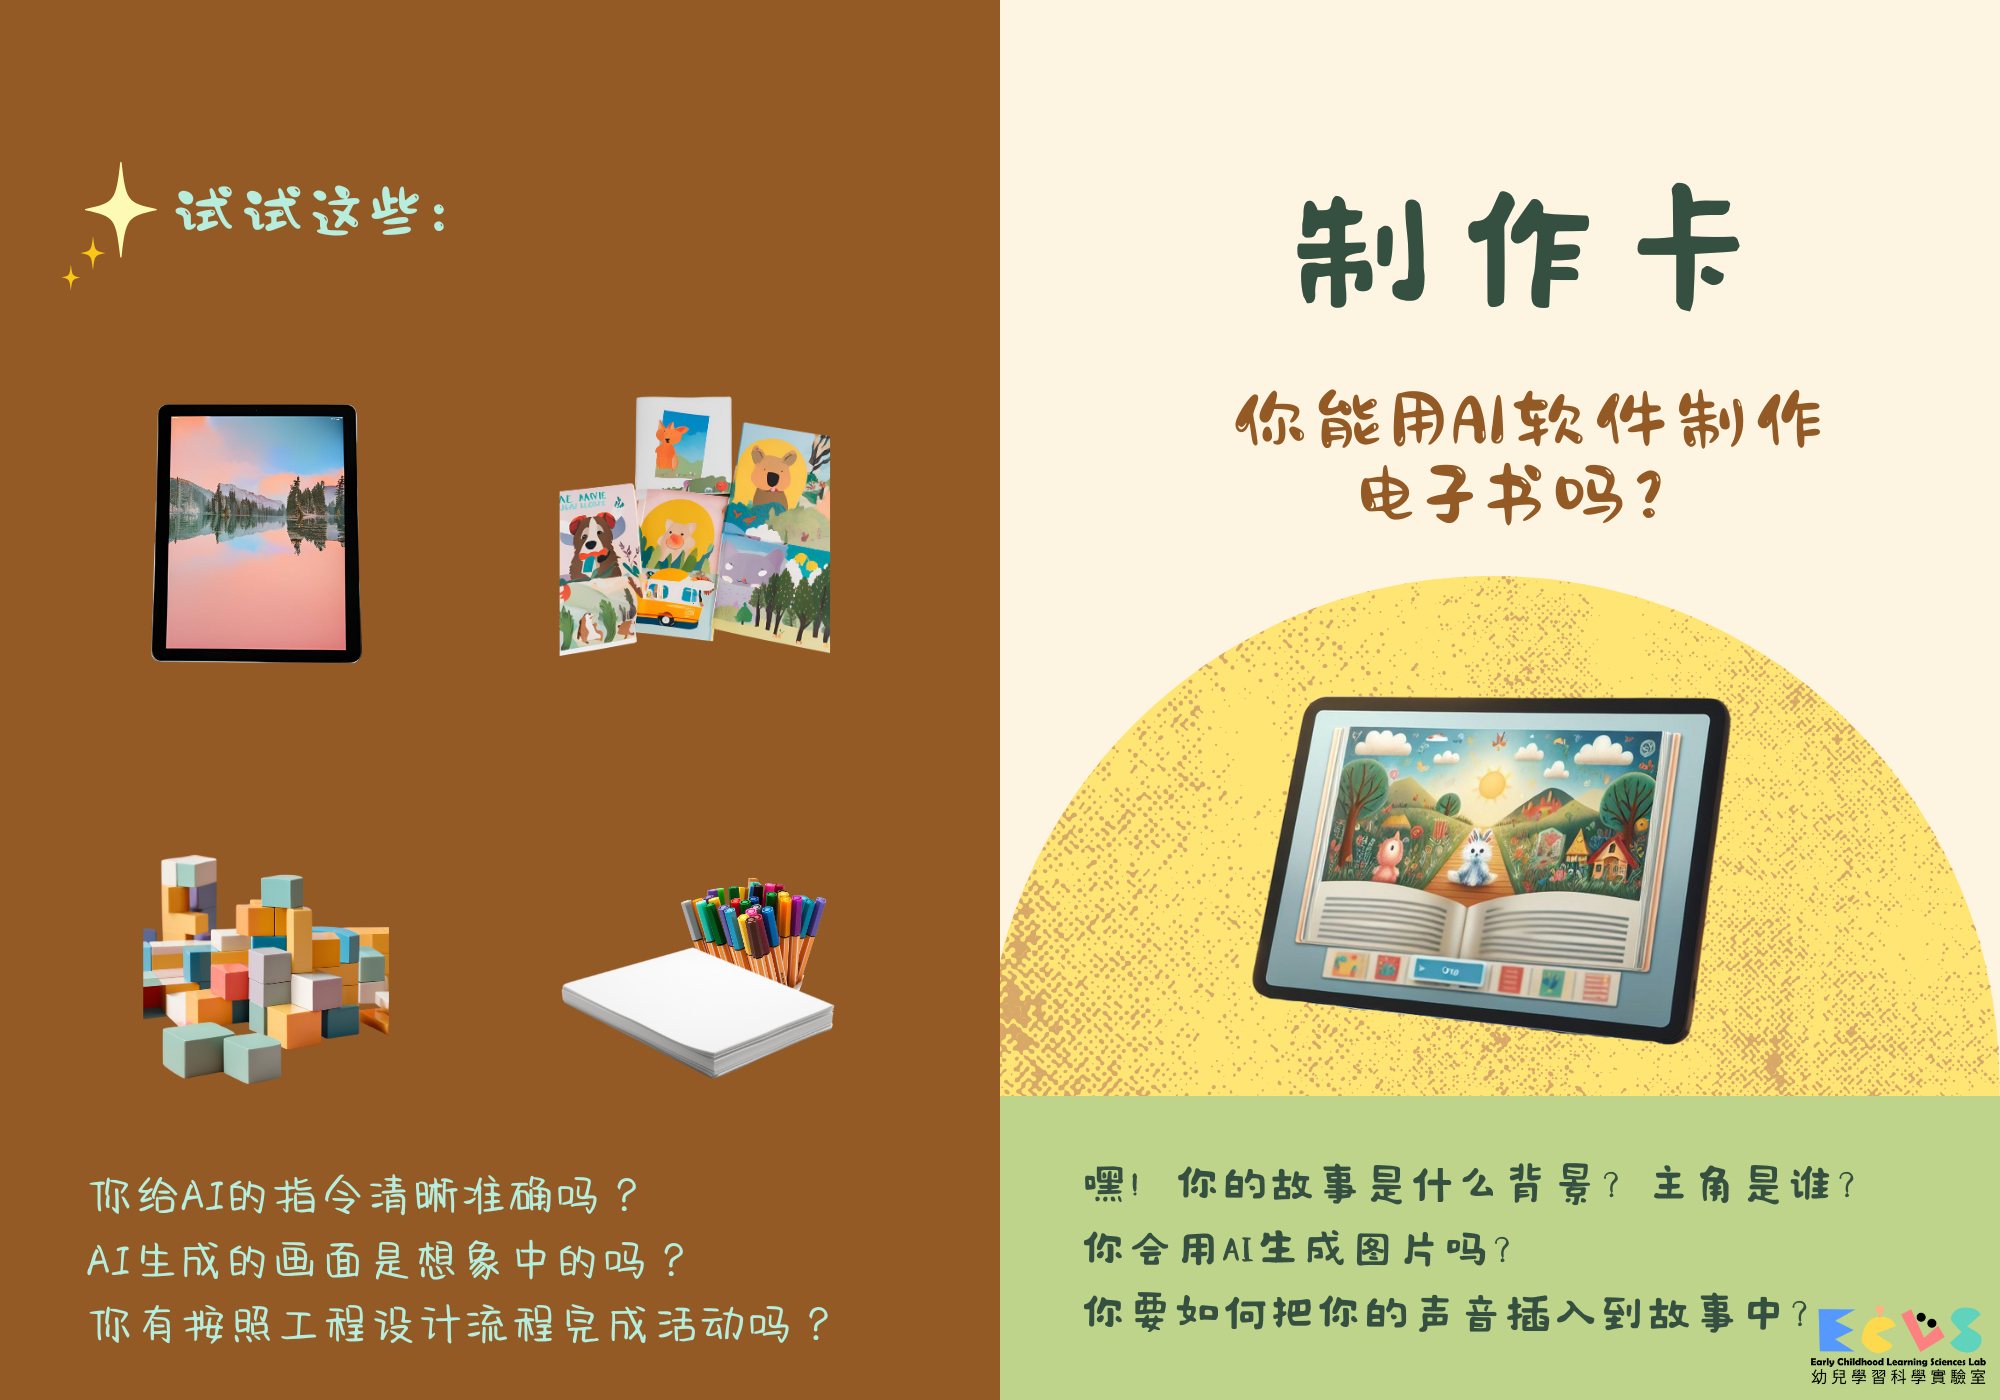 试试这些：
你给AI的指令清晰准确吗？
AI生成的画面是想象中的吗？
你有按照工程设计流程完成活动吗？
制作卡
你能用AI软件制作
电子书吗？
嘿！ 你的故事是什么背景？ 主角是谁？
你会用AI生成图片吗？
你要如何把你的声音插入到故事中？
ECLS
Early Childhood Learning Sciences Lab
幼兒學習科學實驗室